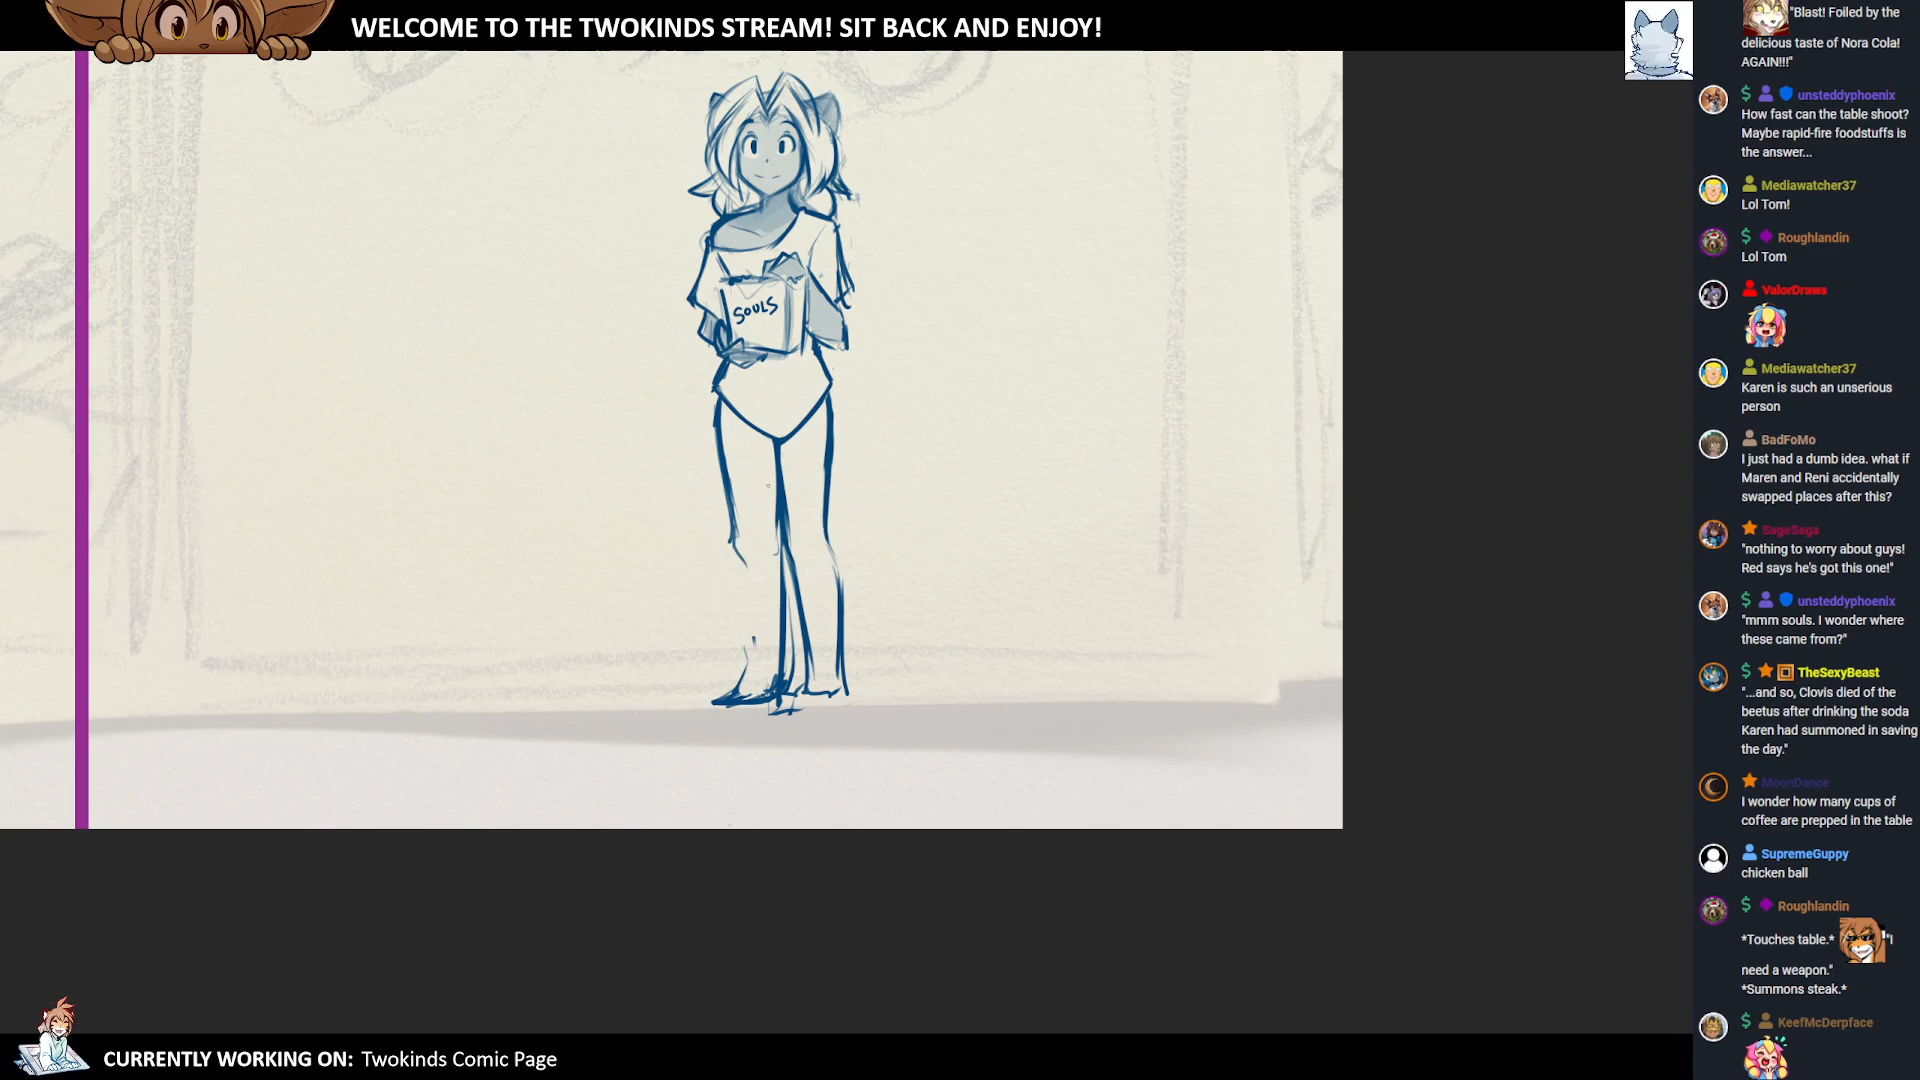 WELCOME TO THE TWOKINDS STREAM! SIT BACK AND ENJOY!
SOULS
CURRENTLY WORKING ON: Twokinds Comic Page
"Blast! Foiled by the
delicious taste of Nora Cola!
AGAIN!!!"
unsteddyphoenix
How fast can the table shoot?
Maybe rapid-fire foodstuffs is
the answer...
Mediawatcher37
Lol Tom!
Roughlandin
Lol Tom
ValorDraws
Mediawatcher37
Karen is such an unserious
person
BadFoMo
I just had a dumb idea. what if
Maren and Reni accidentally
swapped places after this?
SageSaga
"nothing to worry about guys!
Red says he's got this one!"
unsteddyphoenix
"mmm souls. I wonder where
these came from?"
TheSexyBeast
"...and so, Clovis died of the
beetus after drinking the soda
Karen had summoned in saving
the day."
MoonDance
I wonder how many cups of
coffee are prepped in the table
SupremeGuppy
chicken ball
Roughlandin
*Touches table.* "I
need a weapon."
*Summons steak.*
KeefMcDerpface